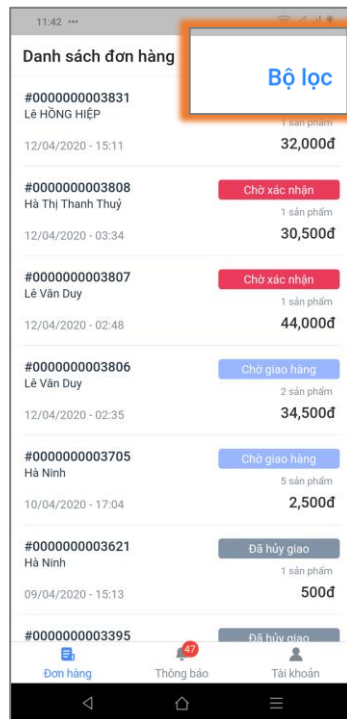 11:42 •••
Danh sách đơn hàng
Bộ lọc
#0000000003831
Lê HỒNG HIỆP
1 sản phẩm
12/04/2020 - 15:11
32,000đ
#0000000003808
Chờ xác nhận
Hà Thị Thanh Thuỷ
1 sản phẩm
12/04/2020 - 03:34
30,500đ
#0000000003807
Chờ xác nhận
Lê Văn Duy
1 sản phẩm
12/04/2020 - 02:48
44,000đ
#0000000003806
Chờ giao hàng
Lê Văn Duy
2 sản phẩm
12/04/2020 - 02:35
34,500đ
#0000000003705
Chờ giao hàng
Hà Ninh
5 sản phẩm
10/04/2020 - 17:04
2,500đ
#0000000003621
Đã hủy giao
Hà Ninh
1 sản phẩm
09/04/2020 - 15:13
500đ
#0000000003395
Đã hủy giao
47
Đơn hàng
Thông báo
Tài khoản